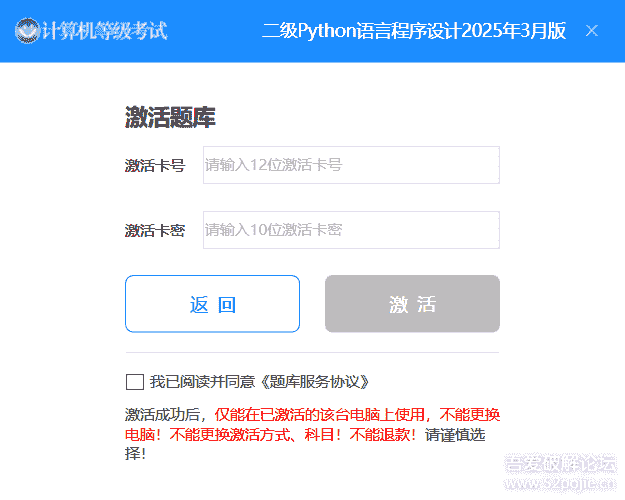 计算机等级考试
二级Python语言程序设计2025年3月版
激活题库
激活卡号
请输入12位激活卡号
激活卡密
请输入10位激活卡密
返回
激活
我已阅读并同意《题库服务协议》
激活成功后，仅能在已激活的该台电脑上使用，不能更换
电脑！不能更换激活方式、科目！不能退款！请谨慎选
择！
吾爱破解论坛
www.52pojie.cn